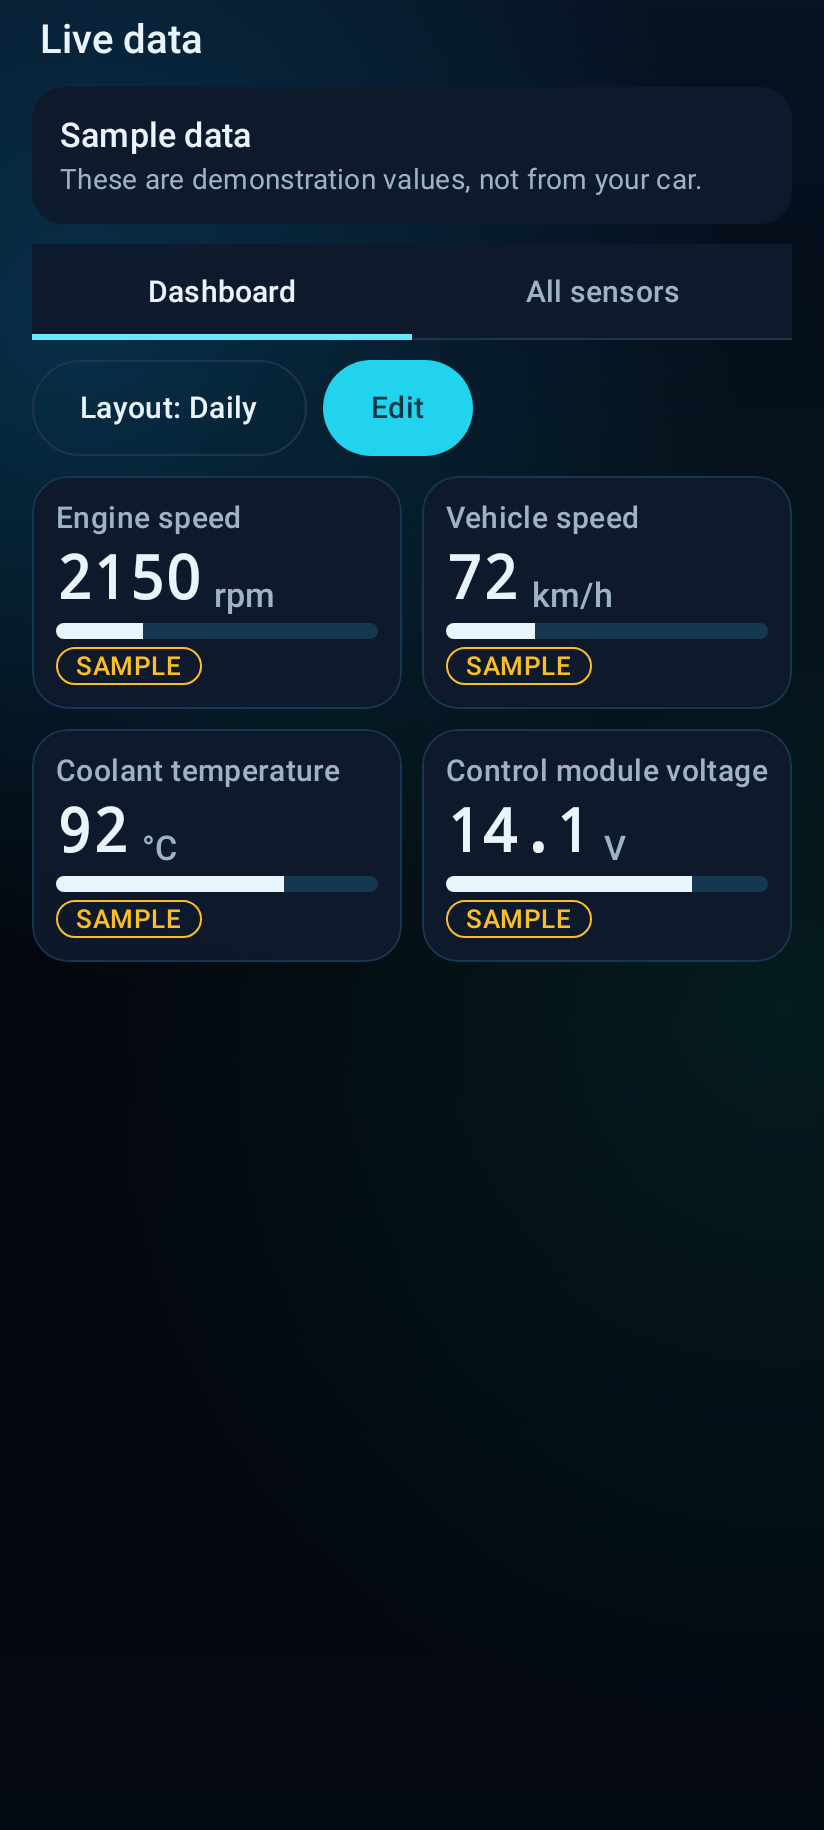 Live data
Sample data
These are demonstration values, not from your car.
Dashboard
All sensors
Layout: Daily
Edit
Engine speed
2150 rpm
SAMPLE
Vehicle speed
72 km/h
SAMPLE
Coolant temperature
92 °C
SAMPLE
Control module voltage
14.1 V
SAMPLE